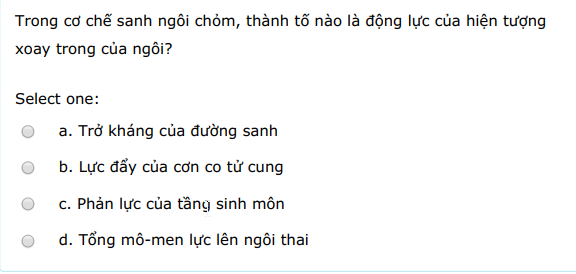 Trong cơ chế sanh ngôi chỏm, thành tố nào là động lực của hiện tượng
xoay trong của ngôi?
Select one:
a. Trở kháng của đường sanh
b. Lực đẩy của cơn co tử cung
c. Phản lực của tầng sinh môn
d. Tổng mô-men lực lên ngôi thai